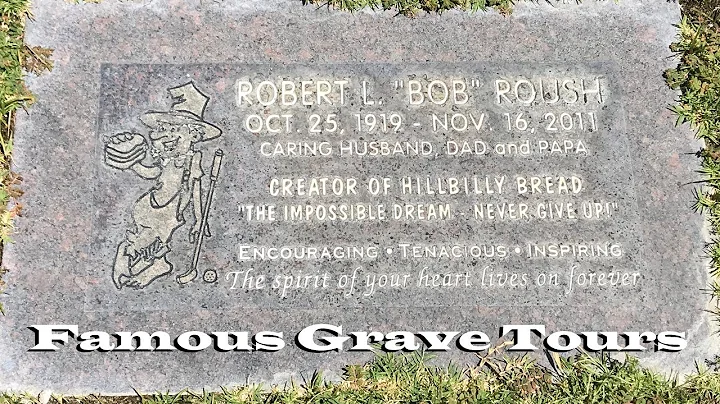 ROBERT L. "BOB" ROUSH
OCT. 25, 1919 - NOV. 16, 2011
CARING HUSBAND, DAD and PAPA
CREATOR OF HILLBILLY BREAD
"THE IMPOSSIBLE DREAM - NEVER GIVE UP!"
ENCOURAGING • TENACIOUS • INSPIRING
The spirit of your heart lives on forever
Famous Grave Tours